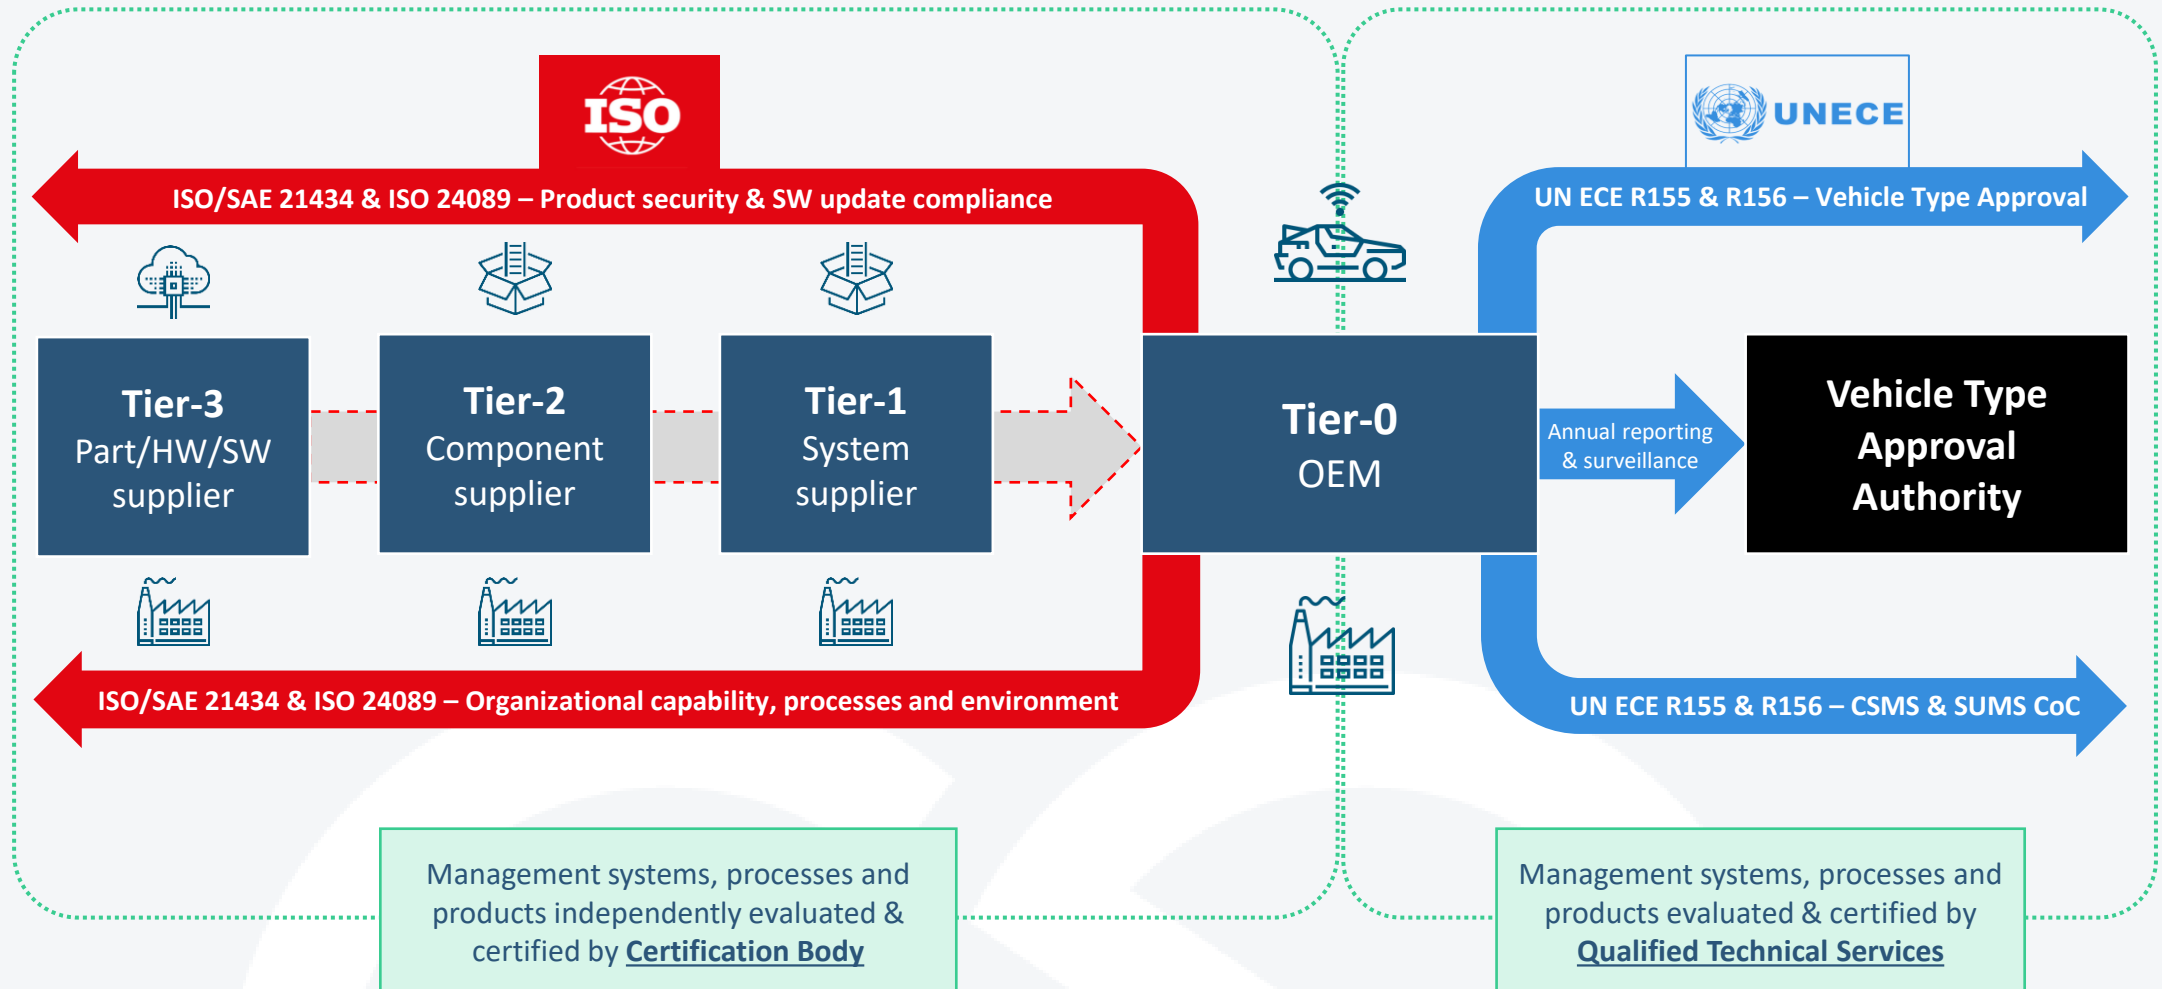 ISO
UNECE
ISO/SAE 21434 & ISO 24089 – Product security & SW update compliance
UN ECE R155 & R156 – Vehicle Type Approval
Tier-3
Part/HW/SW
supplier
Tier-2
Component
supplier
Tier-1
System
supplier
Tier-0
OEM
Annual reporting
& surveillance
Vehicle Type
Approval
Authority
ISO/SAE 21434 & ISO 24089 – Organizational capability, processes and environment
UN ECE R155 & R156 – CSMS & SUMS CoC
Management systems, processes and
products independently evaluated &
certified by Certification Body
Management systems, processes and
products evaluated & certified by
Qualified Technical Services